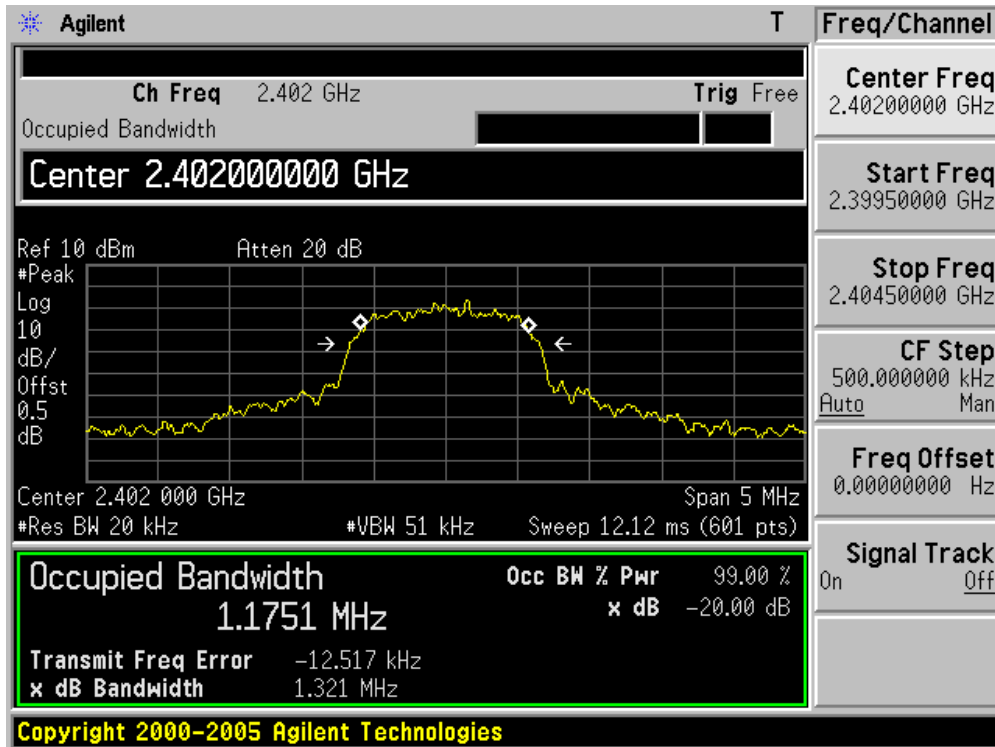 Agilent
T
Ch Freq 2.402 GHz
Trig Free
Occupied Bandwidth
Center 2.402000000 GHz
Ref 10 dBm
Atten 20 dB
#Peak
Log
10
dB/
Offst
0.5
dB
Center 2.402 000 GHz
Span 5 MHz
#Res BW 20 kHz
#VBW 51 kHz
Sweep 12.12 ms (601 pts)
Occupied Bandwidth
1.1751 MHz
Occ BW % Pwr 99.00 %
x dB -20.00 dB
Transmit Freq Error -12.517 kHz
x dB Bandwidth 1.321 MHz
Copyright 2000-2005 Agilent Technologies
Freq/Channel
Center Freq
2.40200000 GHz
Start Freq
2.39950000 GHz
Stop Freq
2.40450000 GHz
CF Step
500.000000 kHz
Auto Man
Freq Offset
0.00000000 Hz
Signal Track
On Off